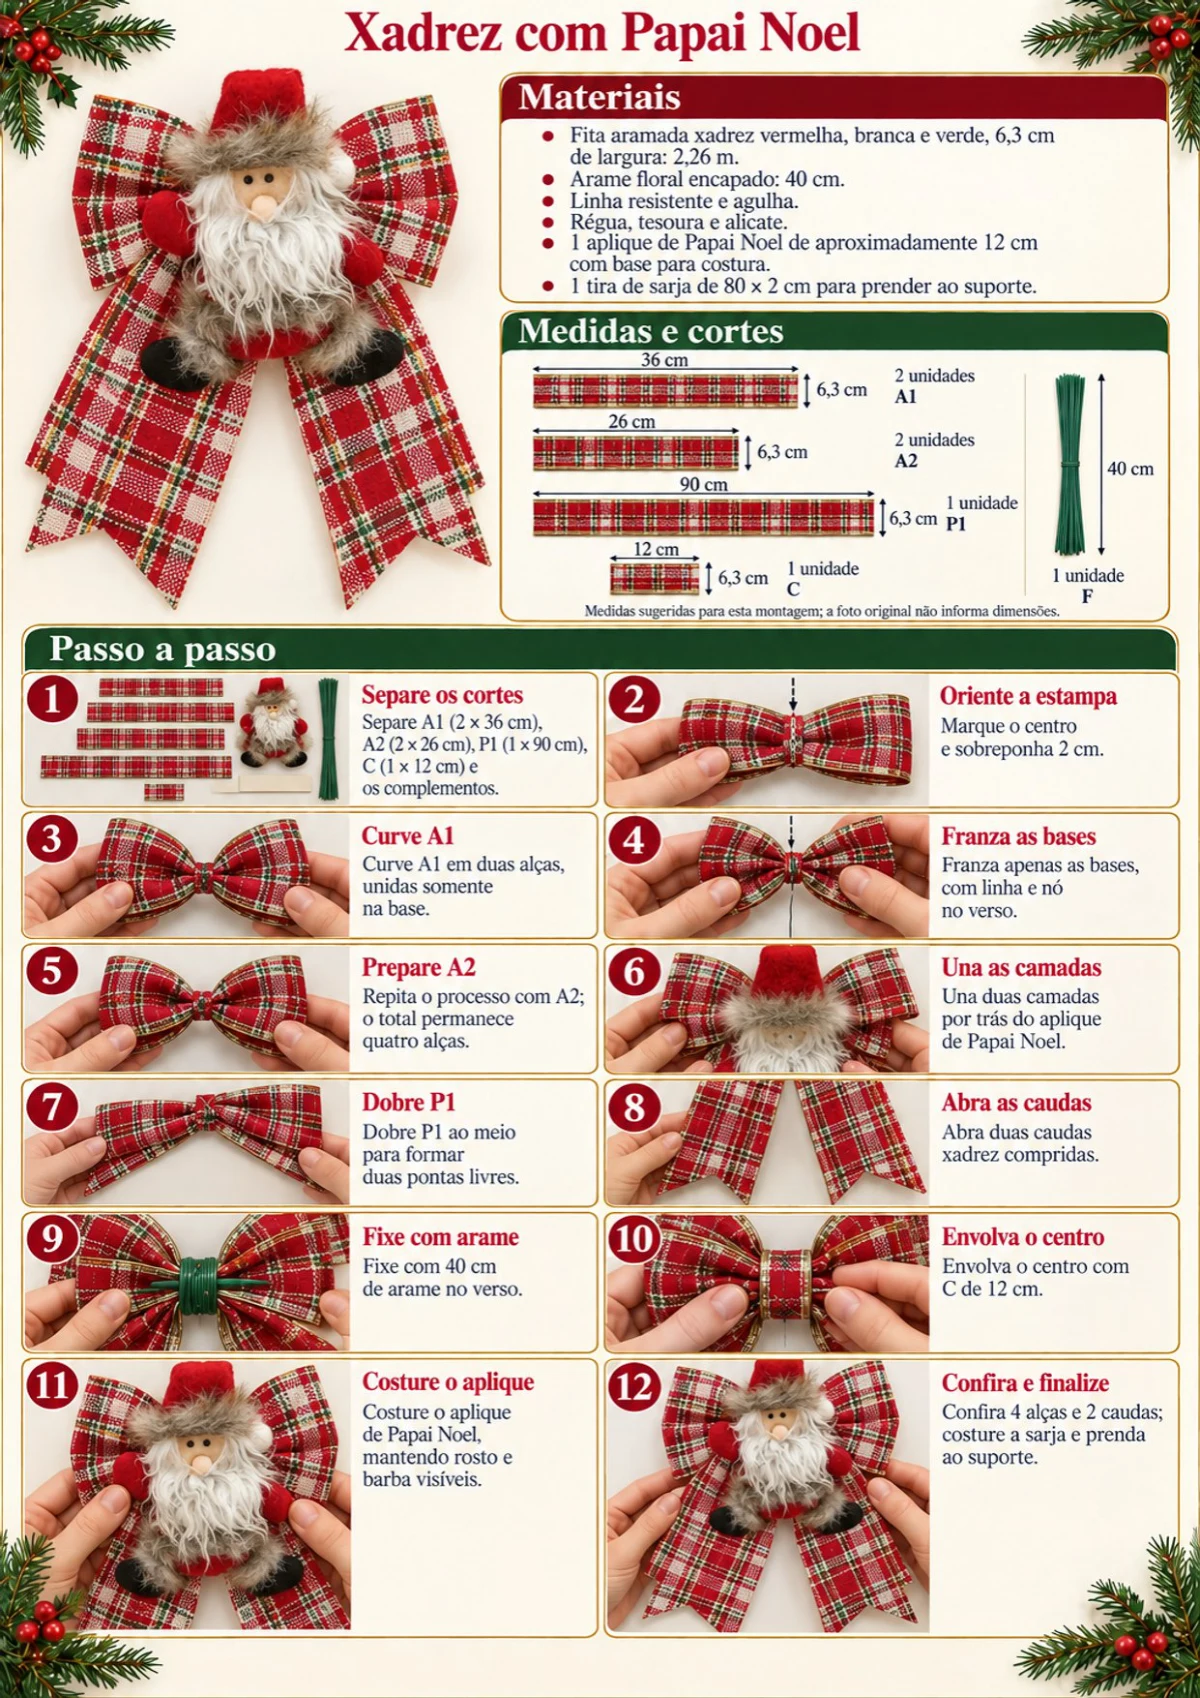 Xadrez com Papai Noel
Materiais
● Fita aramada xadrez vermelha, branca e verde, 6,3 cm
de largura: 2,26 m.
● Arame floral encapado: 40 cm.
● Linha resistente e agulha.
● Régua, tesoura e alicate.
● 1 aplique de Papai Noel de aproximadamente 12 cm
com base para costura.
● 1 tira de sarja de 80 × 2 cm para prender ao suporte.
Medidas e cortes
36 cm
6,3 cm
2 unidades
A1
26 cm
6,3 cm
2 unidades
A2
90 cm
6,3 cm
1 unidade
P1
12 cm
6,3 cm
1 unidade
C
40 cm
1 unidade
F
Medidas sugeridas para esta montagem; a foto original não informa dimensões.
Passo a passo
1
Separe os cortes
Separe A1 (2 × 36 cm),
A2 (2 × 26 cm), P1 (1 × 90 cm),
C (1 × 12 cm) e
os complementos.
2
Oriente a estampa
Marque o centro
e sobreponha 2 cm.
3
Curve A1
Curve A1 em duas alças,
unidas somente
na base.
4
Franza as bases
Franza apenas as bases,
com linha e nó
no verso.
5
Prepare A2
Repita o processo com A2;
o total permanece
quatro alças.
6
Una as camadas
Una duas camadas
por trás do aplique
de Papai Noel.
7
Dobre P1
Dobre P1 ao meio
para formar
duas pontas livres.
8
Abra as caudas
Abra duas caudas
xadrez compridas.
9
Fixe com arame
Fixe com 40 cm
de arame no verso.
10
Envolva o centro
Envolva o centro com
C de 12 cm.
11
Costure o aplique
Costure o aplique
de Papai Noel,
mantendo rosto e
barba visíveis.
12
Confira e finalize
Confira 4 alças e 2 caudas;
costure a sarja e prenda
ao suporte.